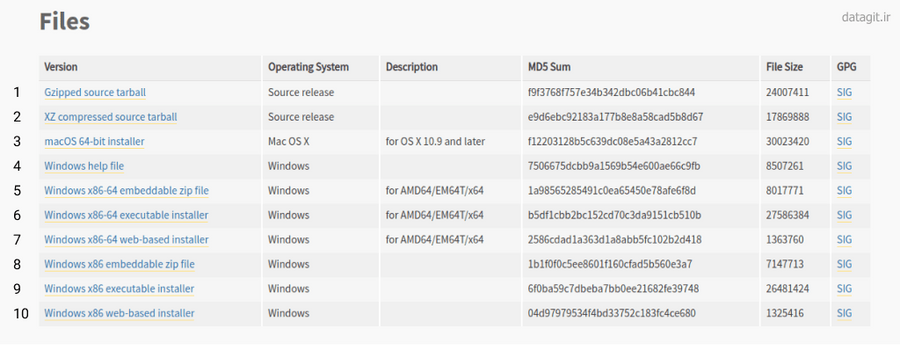 Files
datagit.ir
Version Operating System Description MD5 Sum File Size GPG
1 Gzipped source tarball Source release f9f3768f757e34b342dbc06b41cbc844 24007411 SIG
2 XZ compressed source tarball Source release e9d6ebc92183a177b8e8a58cad5b8d67 17869888 SIG
3 macOS 64-bit installer Mac OS X for OS X 10.9 and later f12203128b5c639dc08e5a43a2812cc7 30023420 SIG
4 Windows help file Windows 7506675dcbb9a1569b54e600ae66c9fb 8507261 SIG
5 Windows x86-64 embeddable zip file Windows for AMD64/EM64T/x64 1a98565285491c0ea65450e78afe6f8d 8017771 SIG
6 Windows x86-64 executable installer Windows for AMD64/EM64T/x64 b5df1cbb2bc152cd70c3da9151cb510b 27586384 SIG
7 Windows x86-64 web-based installer Windows for AMD64/EM64T/x64 2586cdad1a363d1a8abb5fc102b2d418 1363760 SIG
8 Windows x86 embeddable zip file Windows 1b1f0f0c5ee8601f160cfad5b560e3a7 7147713 SIG
9 Windows x86 executable installer Windows 6f0ba59c7dbeba7bb0ee21682fe39748 26481424 SIG
10 Windows x86 web-based installer Windows 04d97979534f4bd33752c183fc4ce680 1325416 SIG